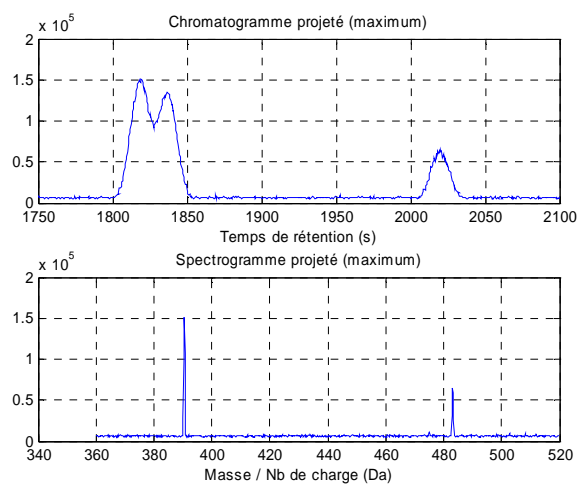 Chromatogramme projeté (maximum)
x 10^5
2
1.5
1
0.5
0
1750 1800 1850 1900 1950 2000 2050 2100
Temps de rétention (s)
Spectrogramme projeté (maximum)
x 10^5
2
1.5
1
0.5
0
340 360 380 400 420 440 460 480 500 520
Masse / Nb de charge (Da)